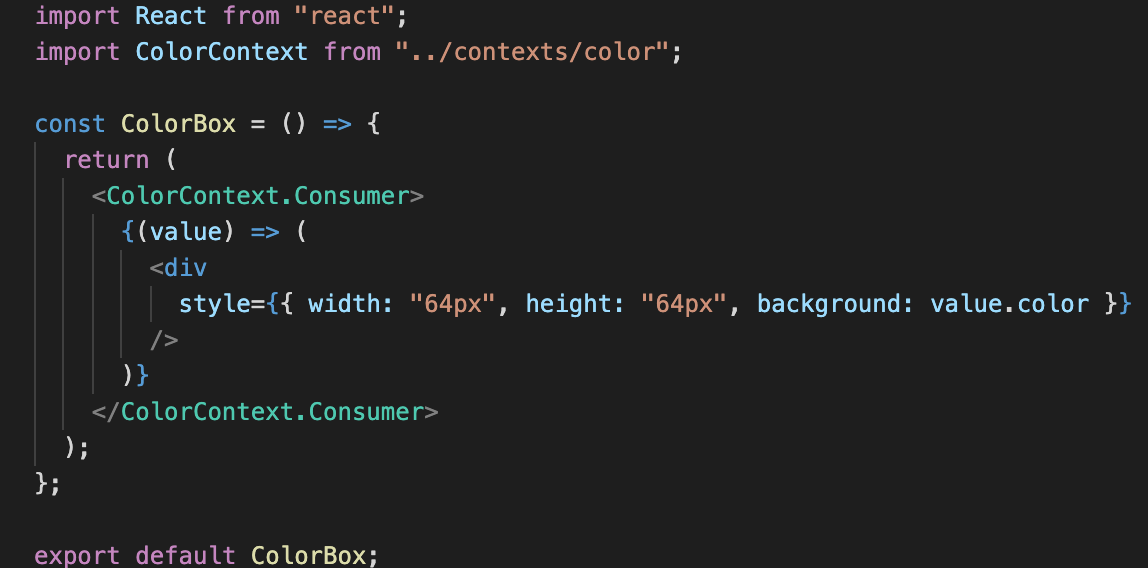 import React from "react";
import ColorContext from "../contexts/color";

const ColorBox = () => {
  return (
    <ColorContext.Consumer>
      {(value) => (
        <div
          style={{ width: "64px", height: "64px", background: value.color }}
        />
      )}
    </ColorContext.Consumer>
  );
};

export default ColorBox;